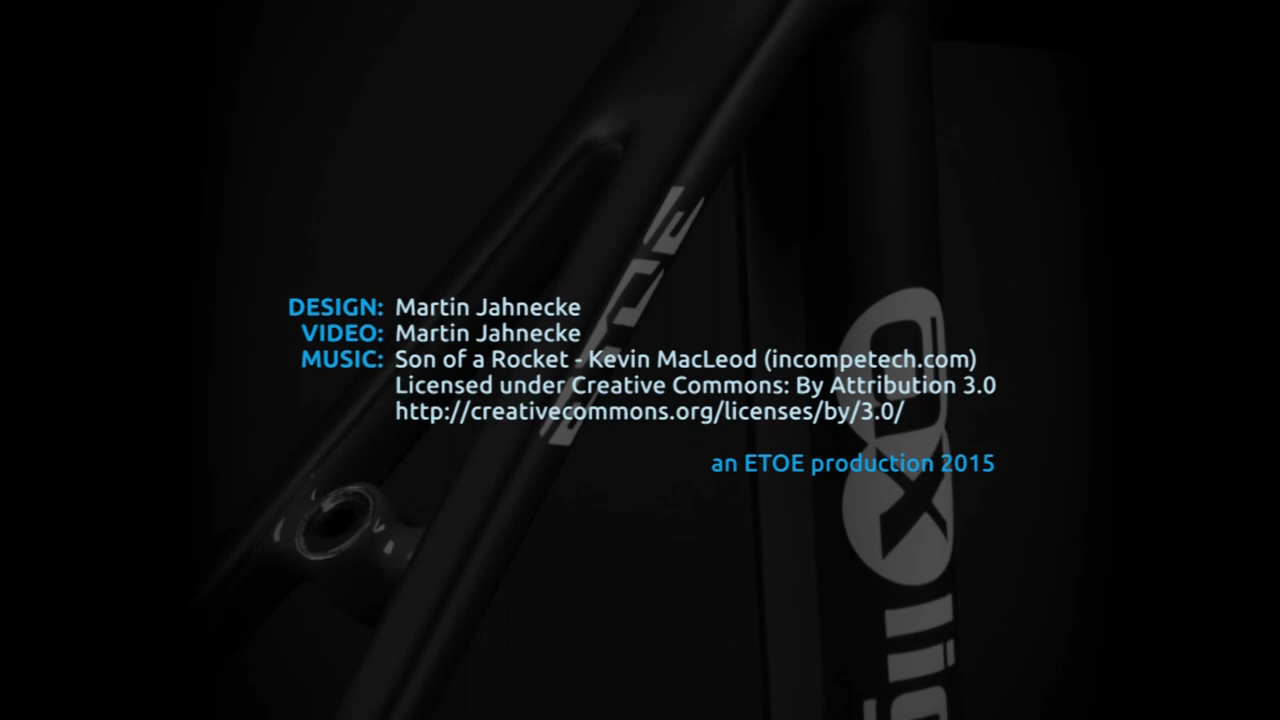 DESIGN: Martin Jahnecke
VIDEO: Martin Jahnecke
MUSIC: Son of a Rocket - Kevin MacLeod (incompetech.com)
Licensed under Creative Commons: By Attribution 3.0
http://creativecommons.org/licenses/by/3.0/
an ETOE production 2015